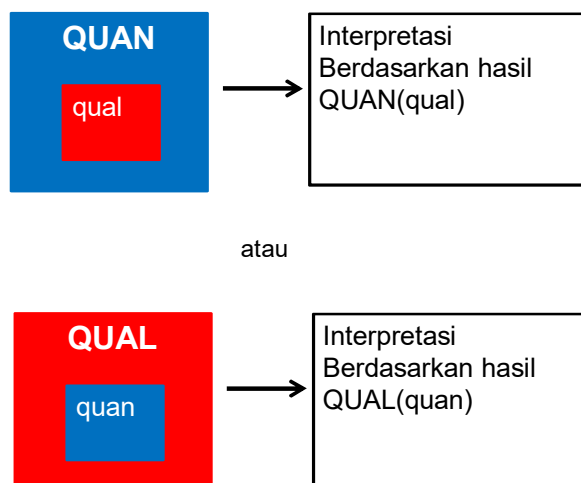 QUAN
qual
Interpretasi
Berdasarkan hasil
QUAN(qual)
atau
QUAL
quan
Interpretasi
Berdasarkan hasil
QUAL(quan)